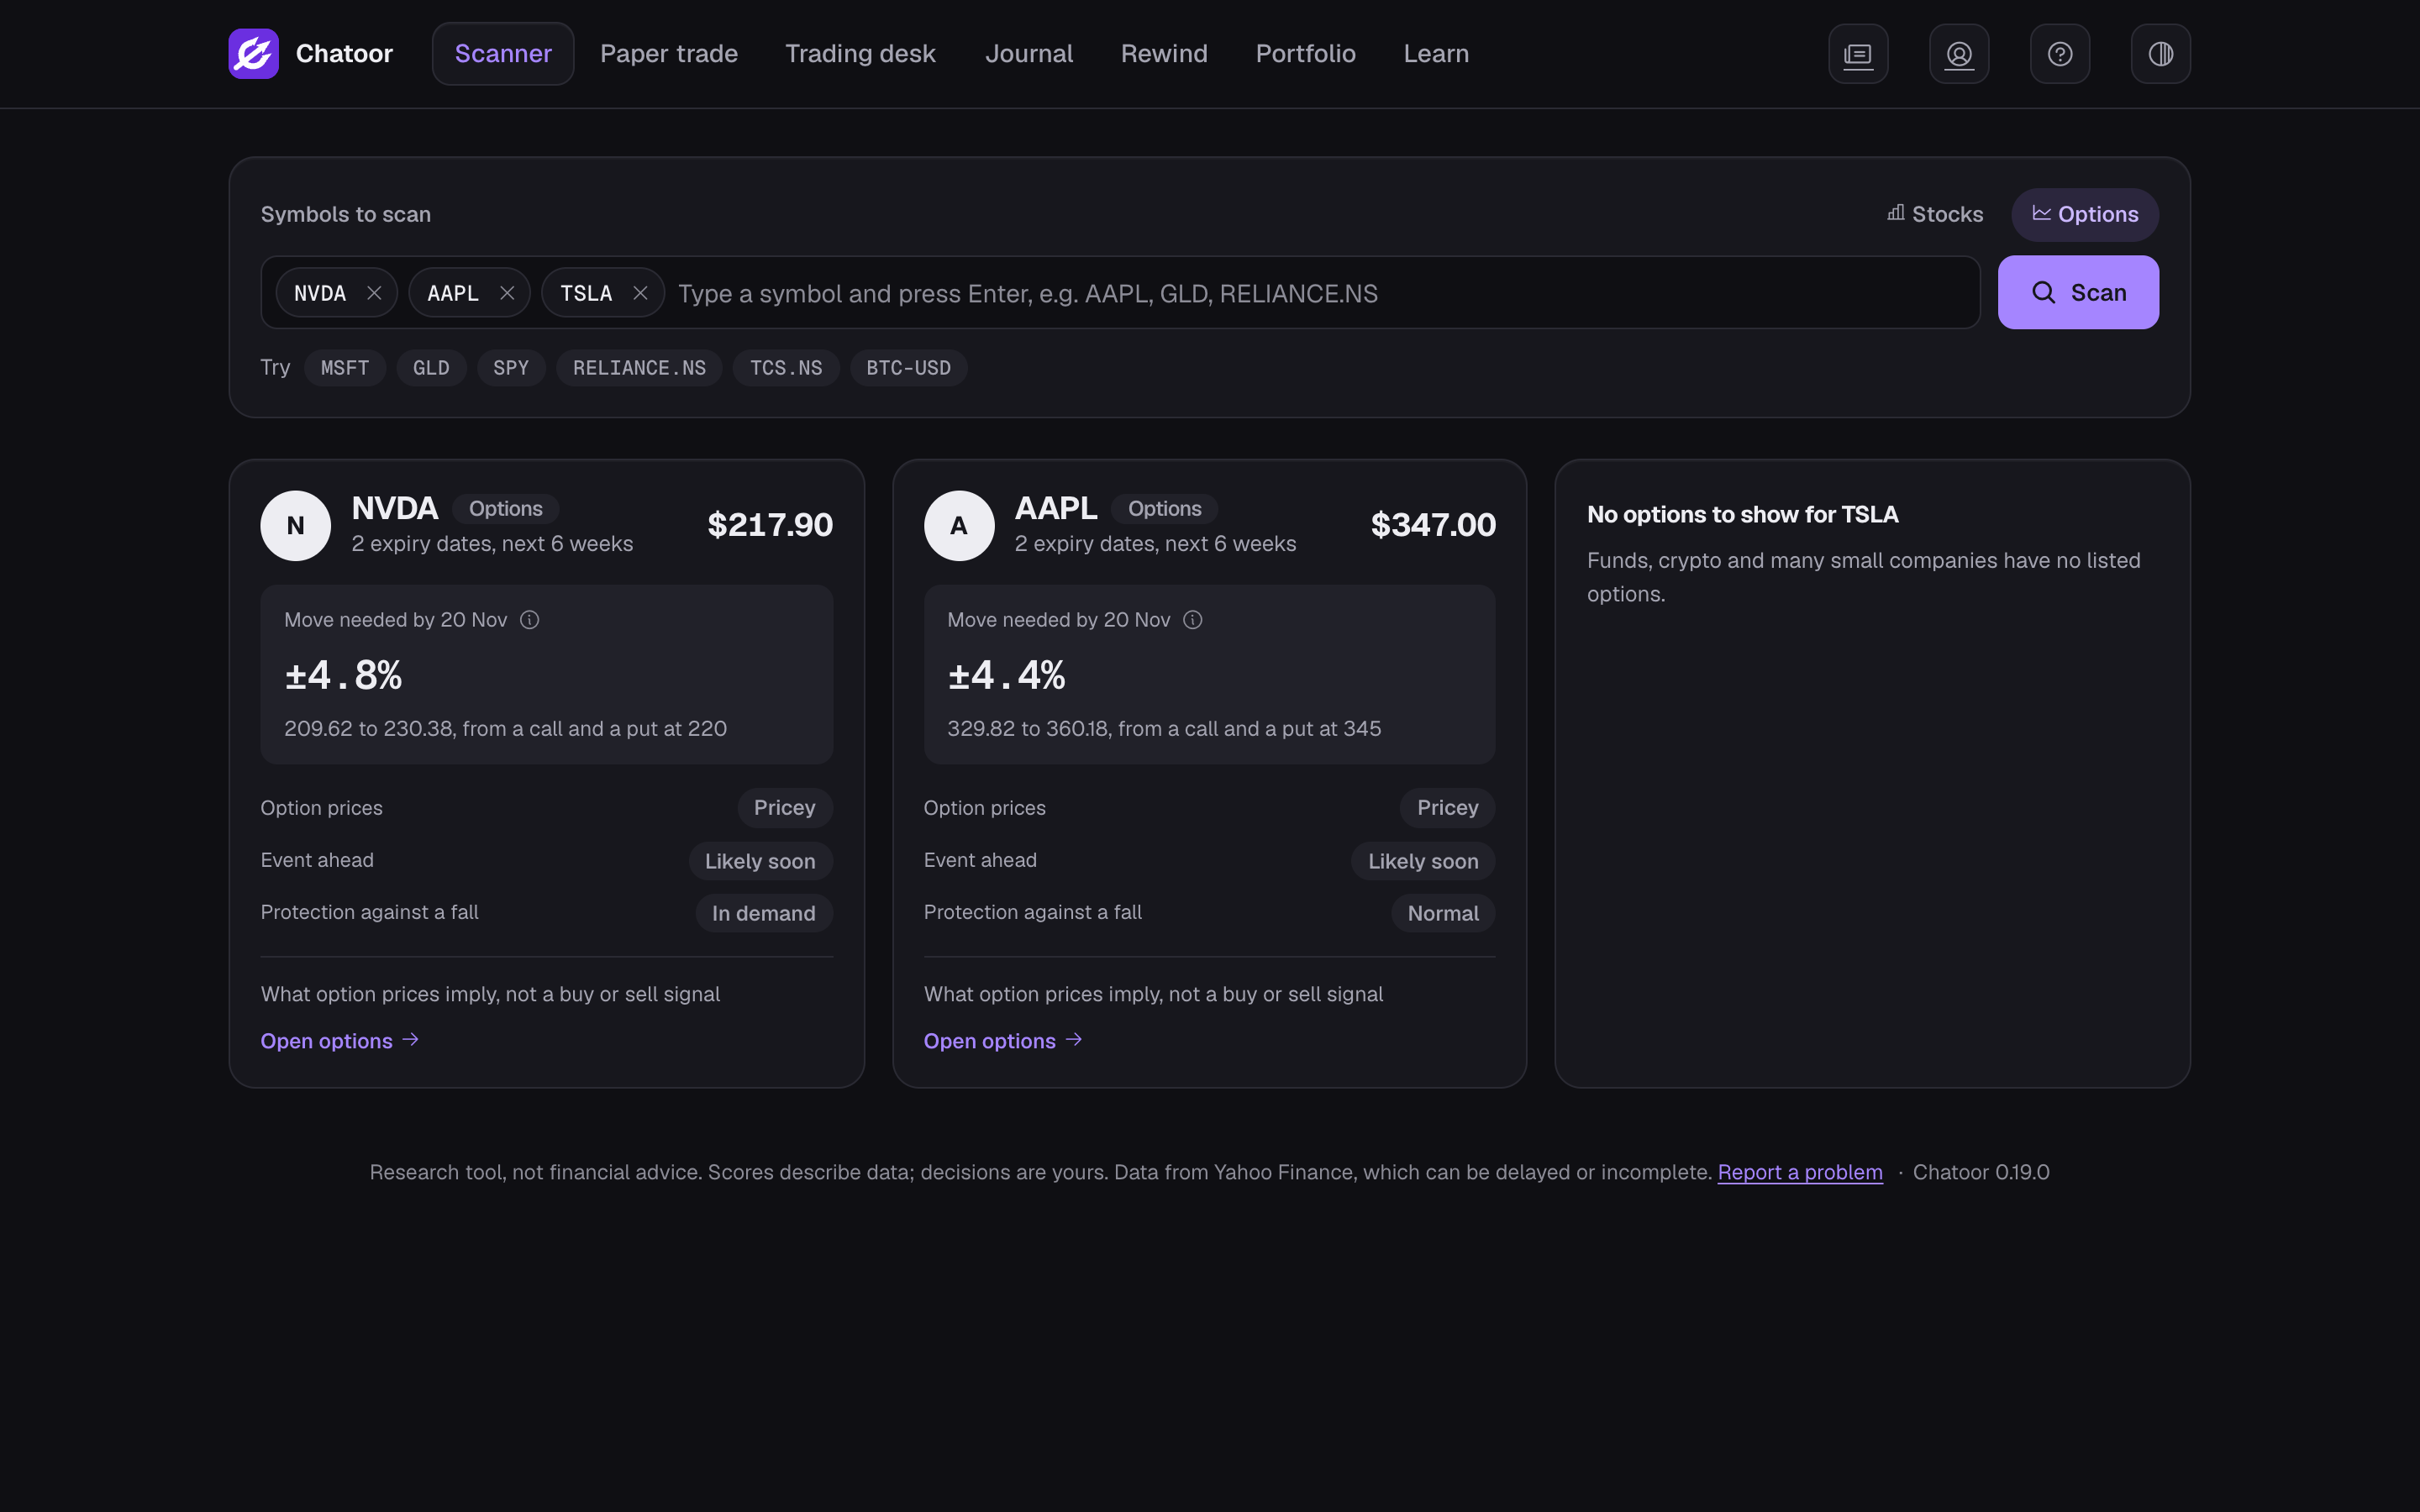 Chatoor Scanner Paper trade Trading desk Journal Rewind Portfolio Learn
Symbols to scan Stocks Options
NVDA AAPL TSLA Type a symbol and press Enter, e.g. AAPL, GLD, RELIANCE.NS Scan
Try MSFT GLD SPY RELIANCE.NS TCS.NS BTC-USD
N NVDA Options $217.90
2 expiry dates, next 6 weeks
Move needed by 20 Nov
±4.8%
209.62 to 230.38, from a call and a put at 220
Option prices Pricey
Event ahead Likely soon
Protection against a fall In demand
What option prices imply, not a buy or sell signal
Open options →
A AAPL Options $347.00
2 expiry dates, next 6 weeks
Move needed by 20 Nov
±4.4%
329.82 to 360.18, from a call and a put at 345
Option prices Pricey
Event ahead Likely soon
Protection against a fall Normal
What option prices imply, not a buy or sell signal
Open options →
No options to show for TSLA
Funds, crypto and many small companies have no listed
options.
Research tool, not financial advice. Scores describe data; decisions are yours. Data from Yahoo Finance, which can be delayed or incomplete. Report a problem · Chatoor 0.19.0